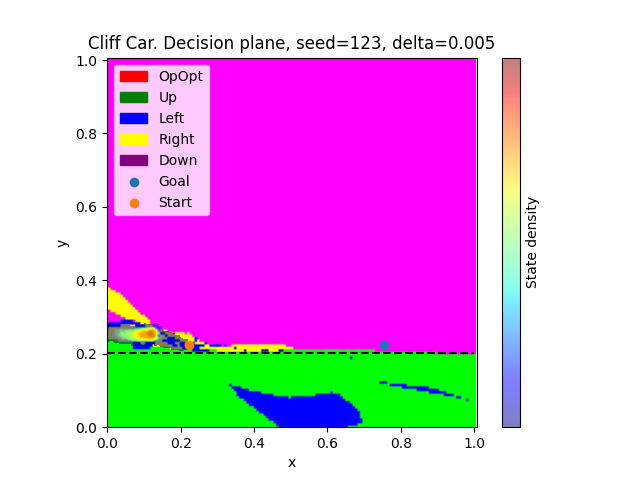 Cliff Car. Decision plane, seed=123, delta=0.005
1.0
0.8
0.6
0.4
0.2
0.0
y
OpOpt
Up
Left
Right
Down
Goal
Start
0.0 0.2 0.4 0.6 0.8 1.0
x
State density